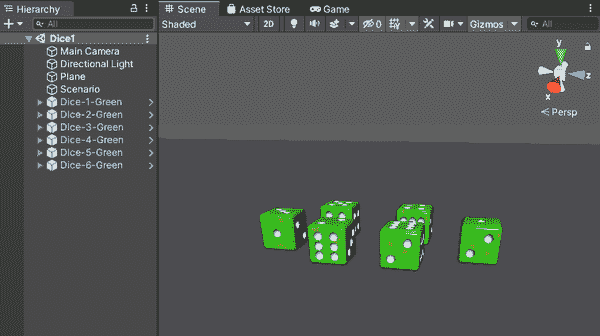 Hierarchy
Scene
Asset Store
Game
All
Shaded
2D
0
Gizmos
All
Dice1
Main Camera
Directional Light
Plane
Scenario
Dice-1-Green
Dice-2-Green
Dice-3-Green
Dice-4-Green
Dice-5-Green
Dice-6-Green
y
z
x
Persp